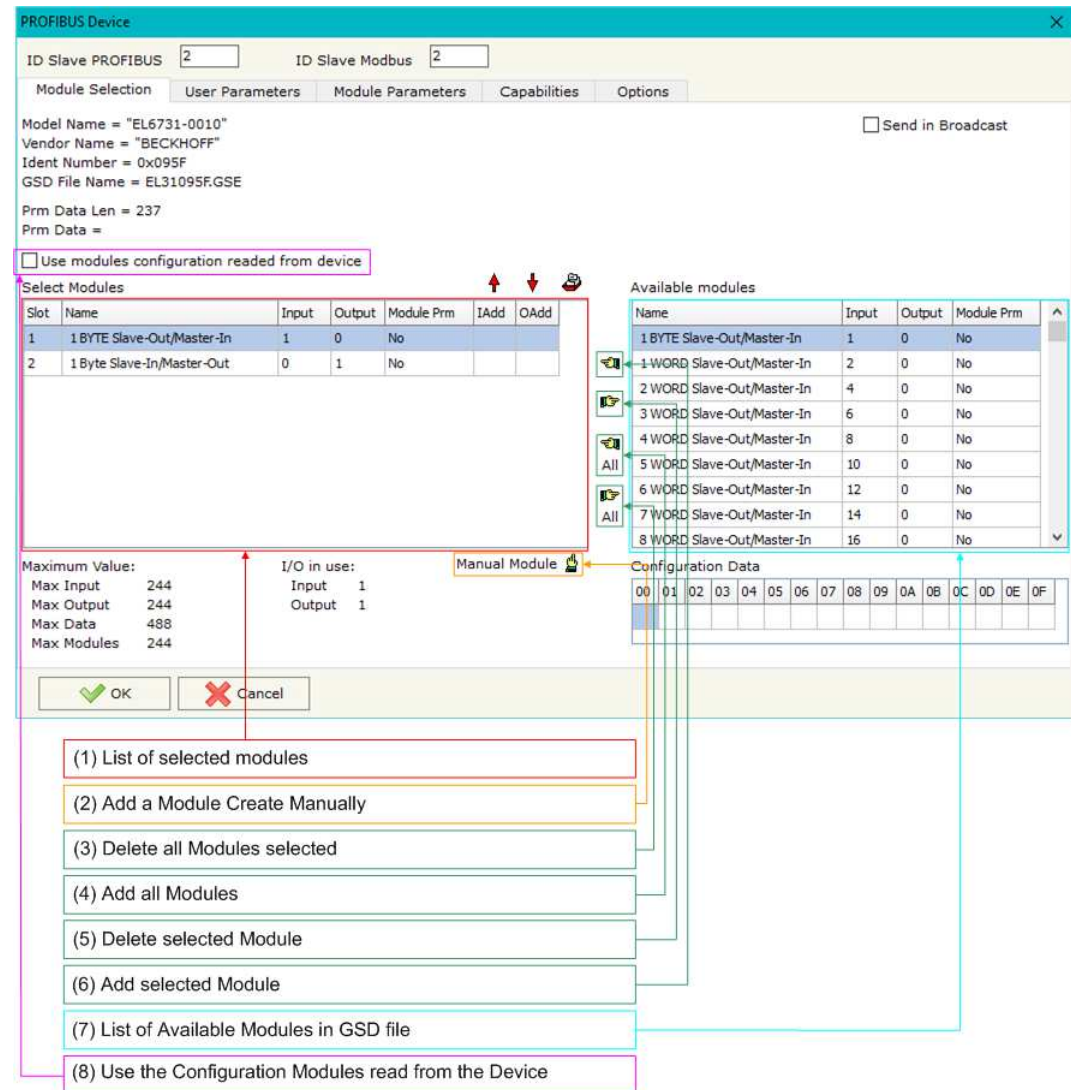 PROFIBUS Device
ID Slave PROFIBUS 2 ID Slave Modbus 2
Module Selection User Parameters Module Parameters Capabilities Options
Model Name = "EL6731-0010" Send in Broadcast
Vendor Name = "BECKHOFF"
Ident Number = 0x095F
GSD File Name = EL31095F.GSE
Prm Data Len = 237
Prm Data =
Use modules configuration readed from device
Select Modules
Slot Name Input Output Module Prm IAdd OAdd
1 1 BYTE Slave-Out/Master-In 1 0 No
2 1 Byte Slave-In/Master-Out 0 1 No
All
All
Available modules
Name Input Output Module Prm
1 BYTE Slave-Out/Master-In 1 0 No
1 WORD Slave-Out/Master-In 2 0 No
2 WORD Slave-Out/Master-In 4 0 No
3 WORD Slave-Out/Master-In 6 0 No
4 WORD Slave-Out/Master-In 8 0 No
5 WORD Slave-Out/Master-In 10 0 No
6 WORD Slave-Out/Master-In 12 0 No
7 WORD Slave-Out/Master-In 14 0 No
8 WORD Slave-Out/Master-In 16 0 No
Maximum Value:
Max Input 244
Max Output 244
Max Data 488
Max Modules 244
I/O in use:
Input 1
Output 1
Manual Module
Configuration Data
00 01 02 03 04 05 06 07 08 09 0A 0B 0C 0D 0E 0F
OK Cancel
(1) List of selected modules
(2) Add a Module Create Manually
(3) Delete all Modules selected
(4) Add all Modules
(5) Delete selected Module
(6) Add selected Module
(7) List of Available Modules in GSD file
(8) Use the Configuration Modules read from the Device